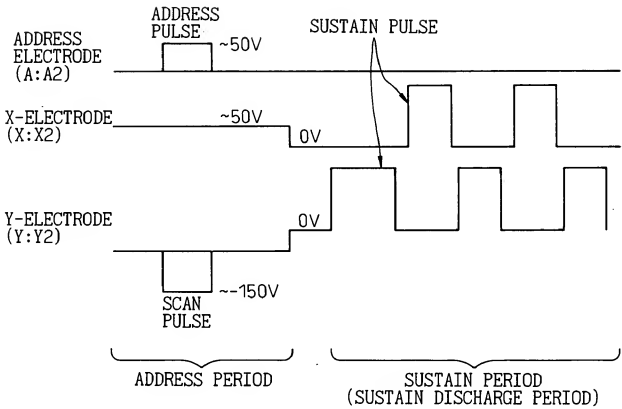 ADDRESS
PULSE
SUSTAIN PULSE
ADDRESS
ELECTRODE
(A:A2)
~50V
X-ELECTRODE
(X:X2)
~50V
0V
Y-ELECTRODE
(Y:Y2)
0V
~-150V
SCAN
PULSE
ADDRESS PERIOD
SUSTAIN PERIOD
(SUSTAIN DISCHARGE PERIOD)